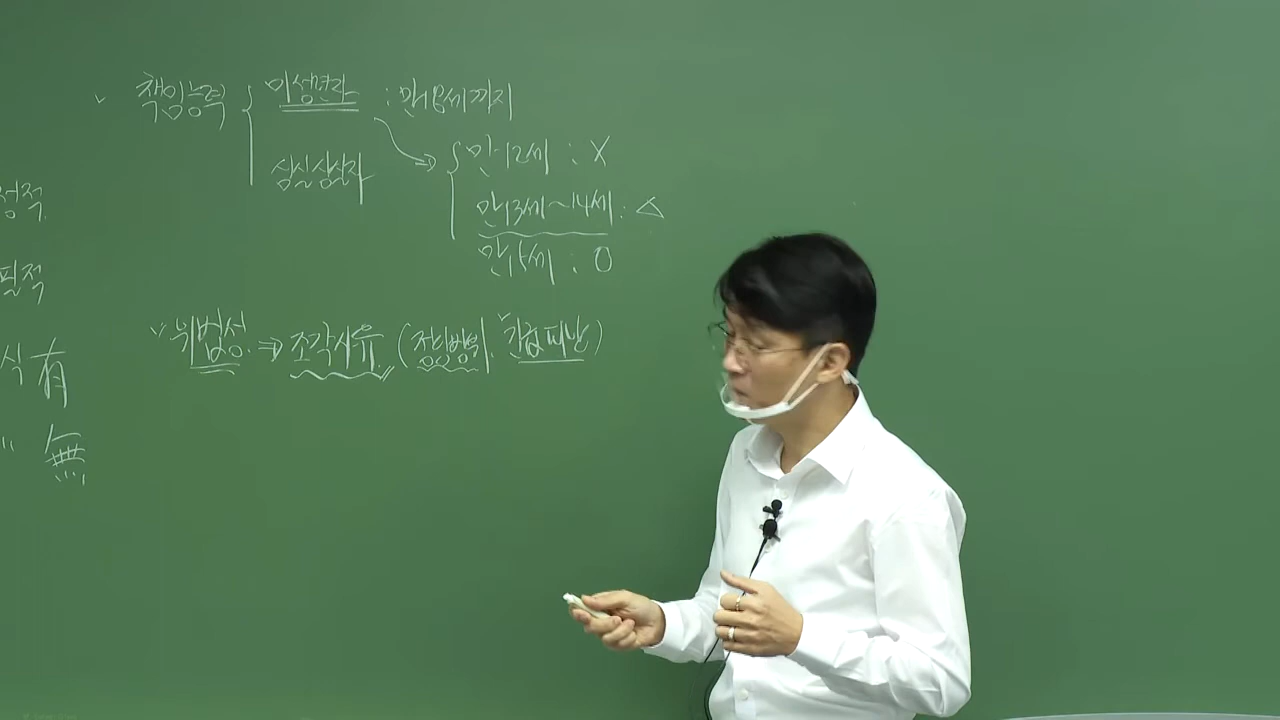 성적
필적
식 有
" 無
책임능력 { 미성년자 : 만18세까지
심신상실자
만12세 : X
만13세~14세 : △
만15세 : O
위법성 ⇒ 조각사유 (정당방위, 긴급피난)